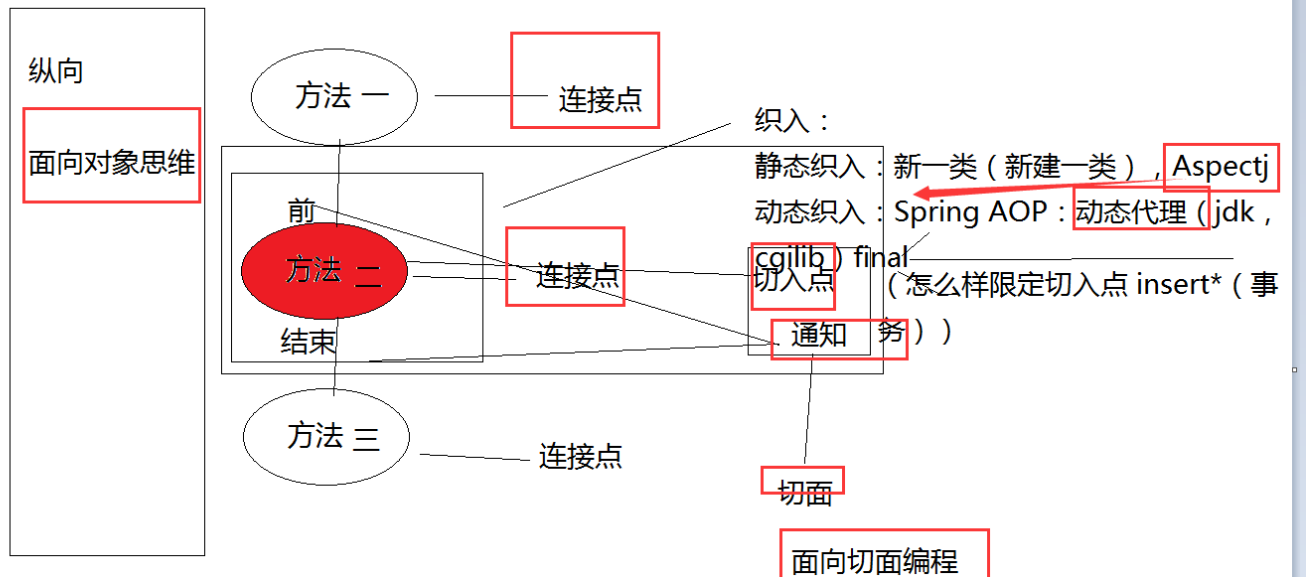 纵向
面向对象思维
方法 一
连接点
织入：
静态织入：新一类（新建一类），Aspectj
动态织入：Spring AOP：动态代理（jdk，
cgilib）final
（怎么样限定切入点 insert*（事
务））
前
方法 二
连接点
切入点
结束
通知
方法 三
连接点
切面
面向切面编程